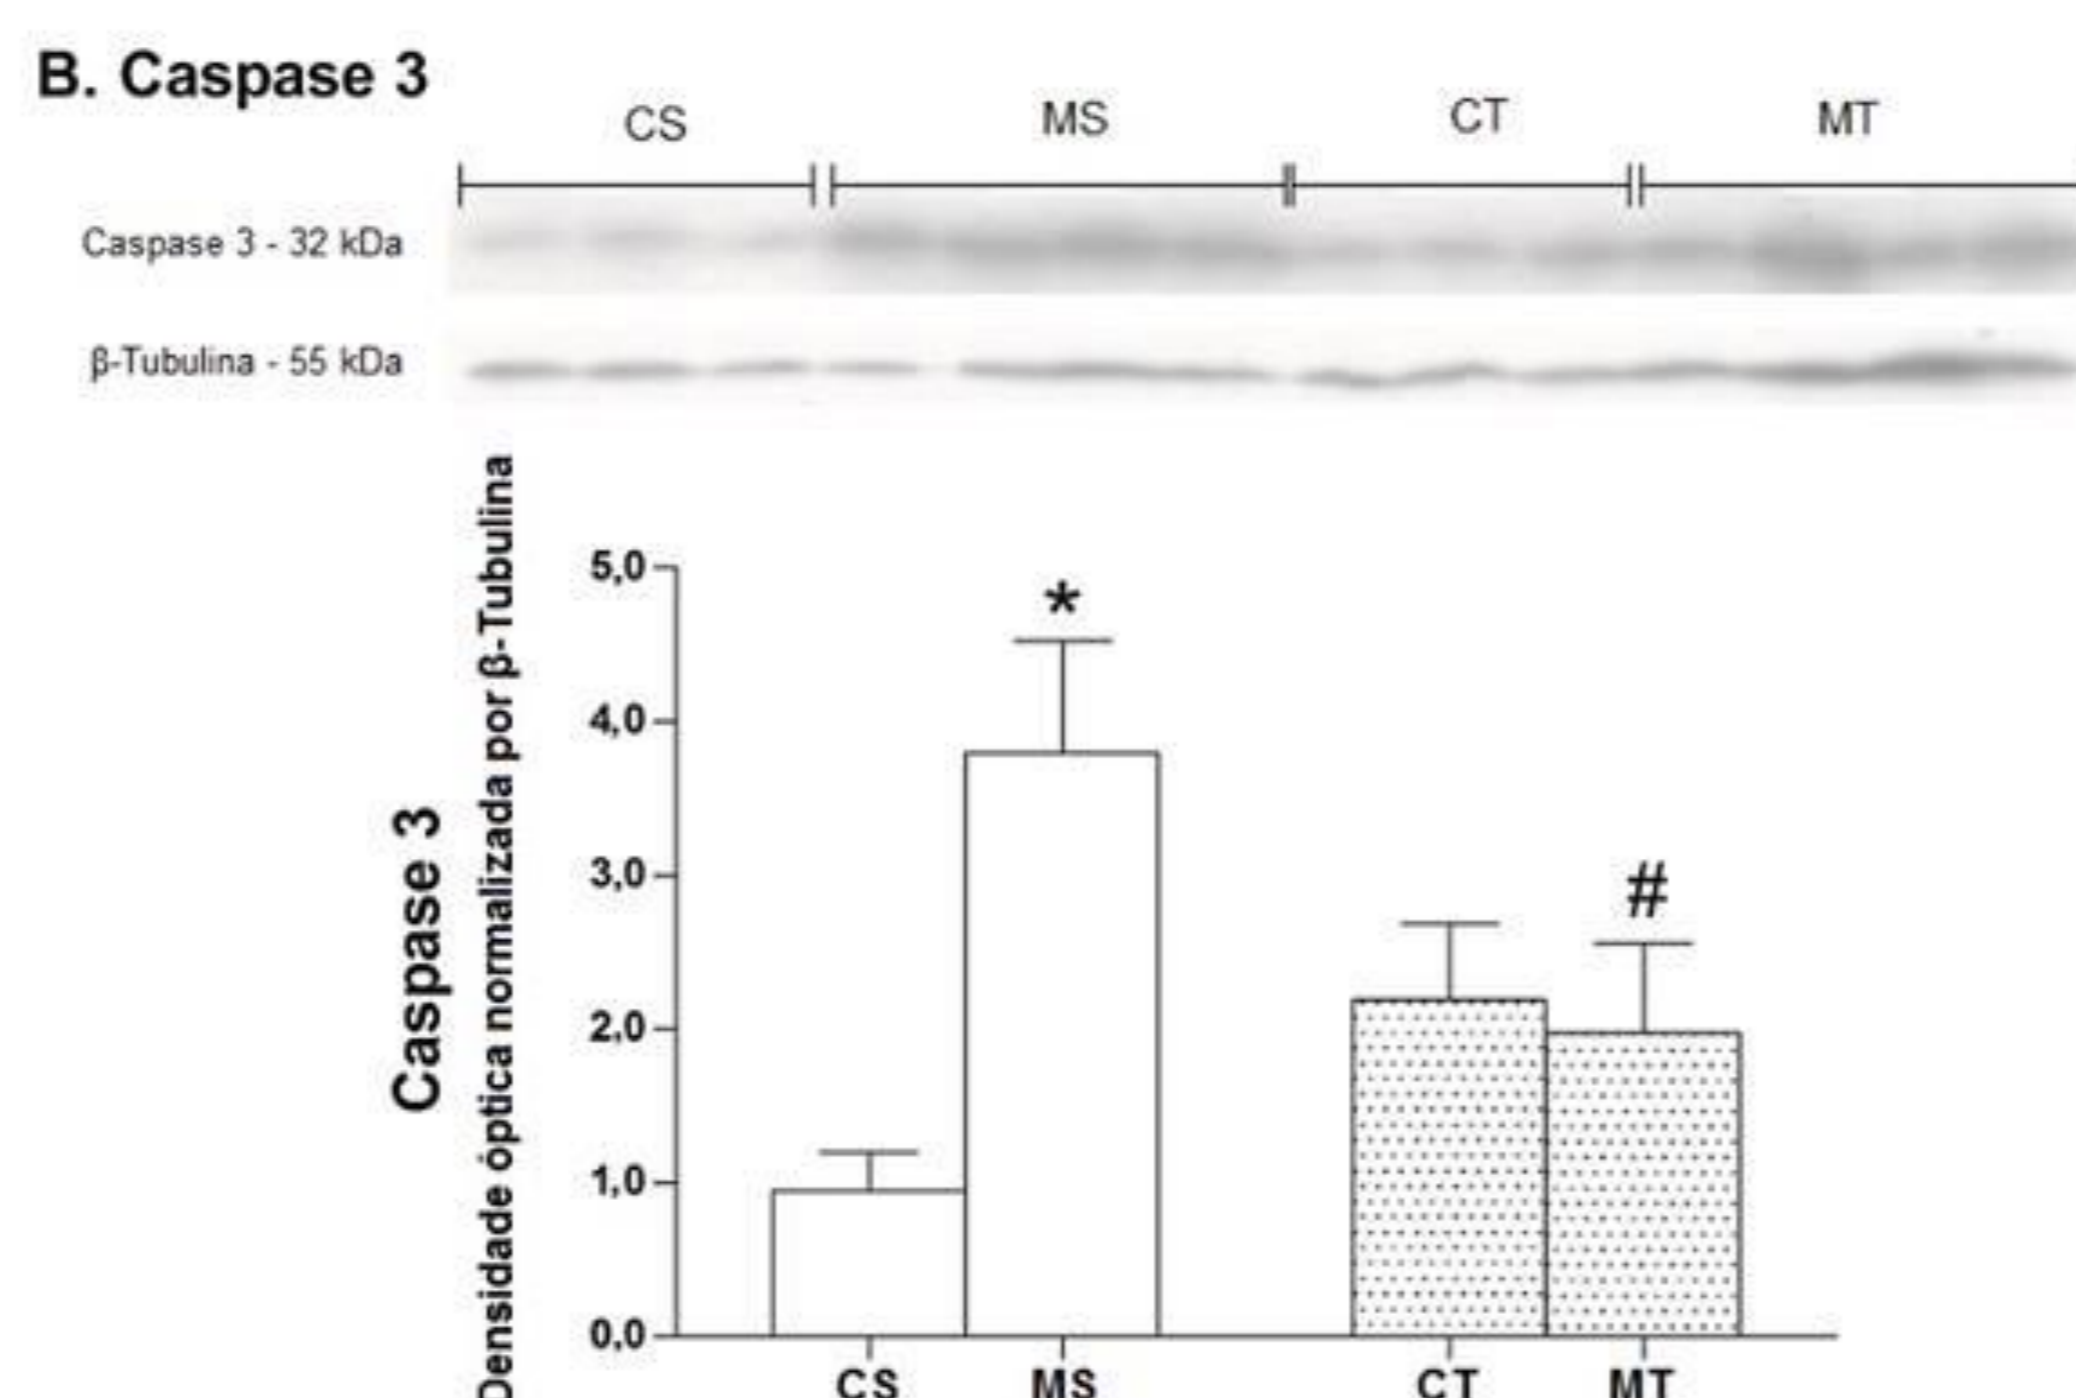 B. Caspase 3
CS MS CT MT
Caspase 3 - 32 kDa
β-Tubulina - 55 kDa
Caspase 3
Densidade óptica normalizada por β-Tubulina
5,0
*
4,0
3,0
#
2,0
1,0
0,0
CS MS CT MT